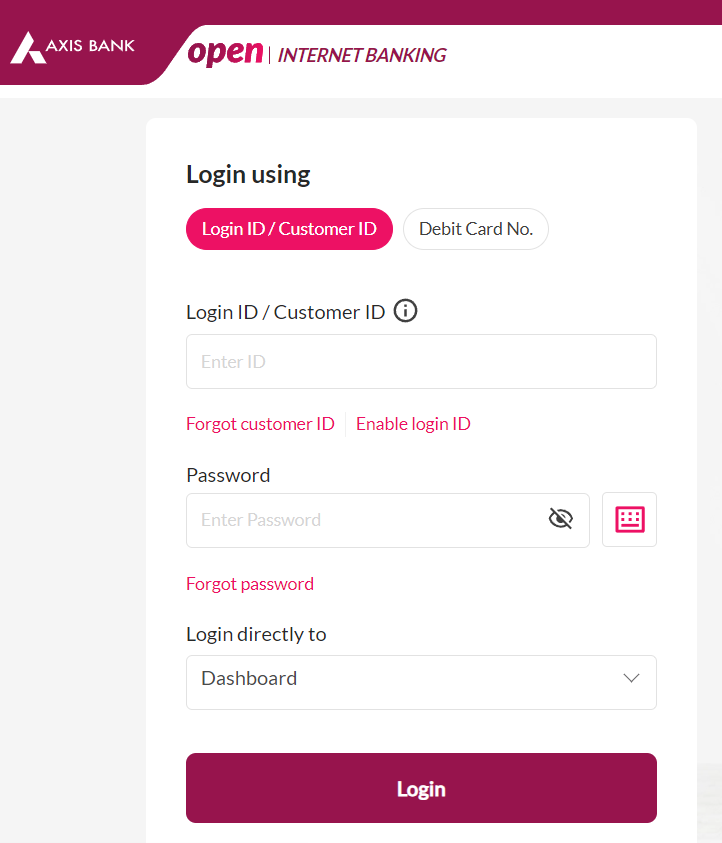 AXIS BANK
open | INTERNET BANKING
Login using
Login ID / Customer ID
Debit Card No.
Login ID / Customer ID
Enter ID
Forgot customer ID
Enable login ID
Password
Enter Password
Forgot password
Login directly to
Dashboard
Login